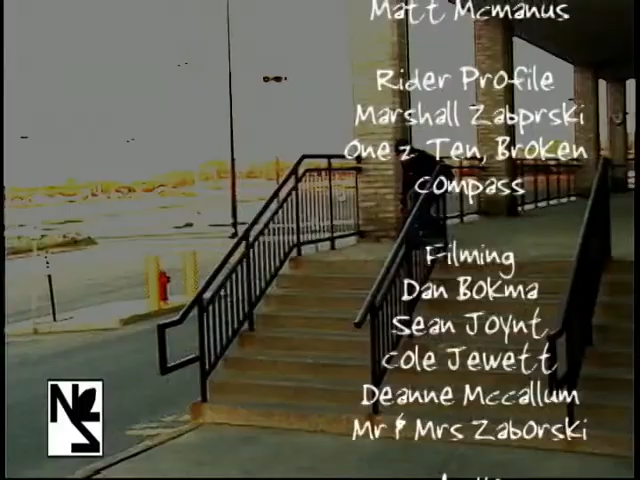 Matt Mcmanus
Rider Profile
Marshall Zabprski
One 2 Ten, Broken
compass
Filming
Dan Bokma
Sean Joynt
Cole Jewett
Deanne Mccallum
Mr & Mrs Zaborski